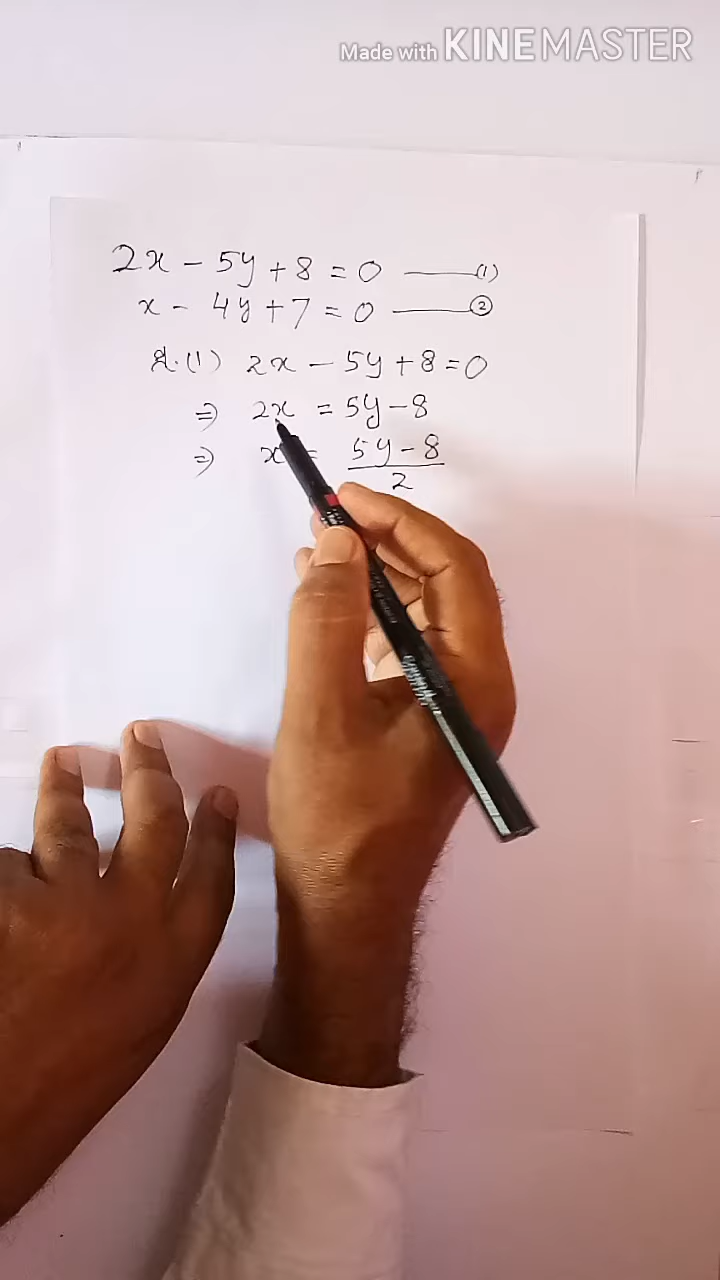 Made with KINEMASTER
2x - 5y + 8 = 0 —— (1)
x - 4y + 7 = 0 —— ②
(1) 2x - 5y + 8 = 0
⇒ 2x = 5y - 8
⇒ x = 5y - 8
2